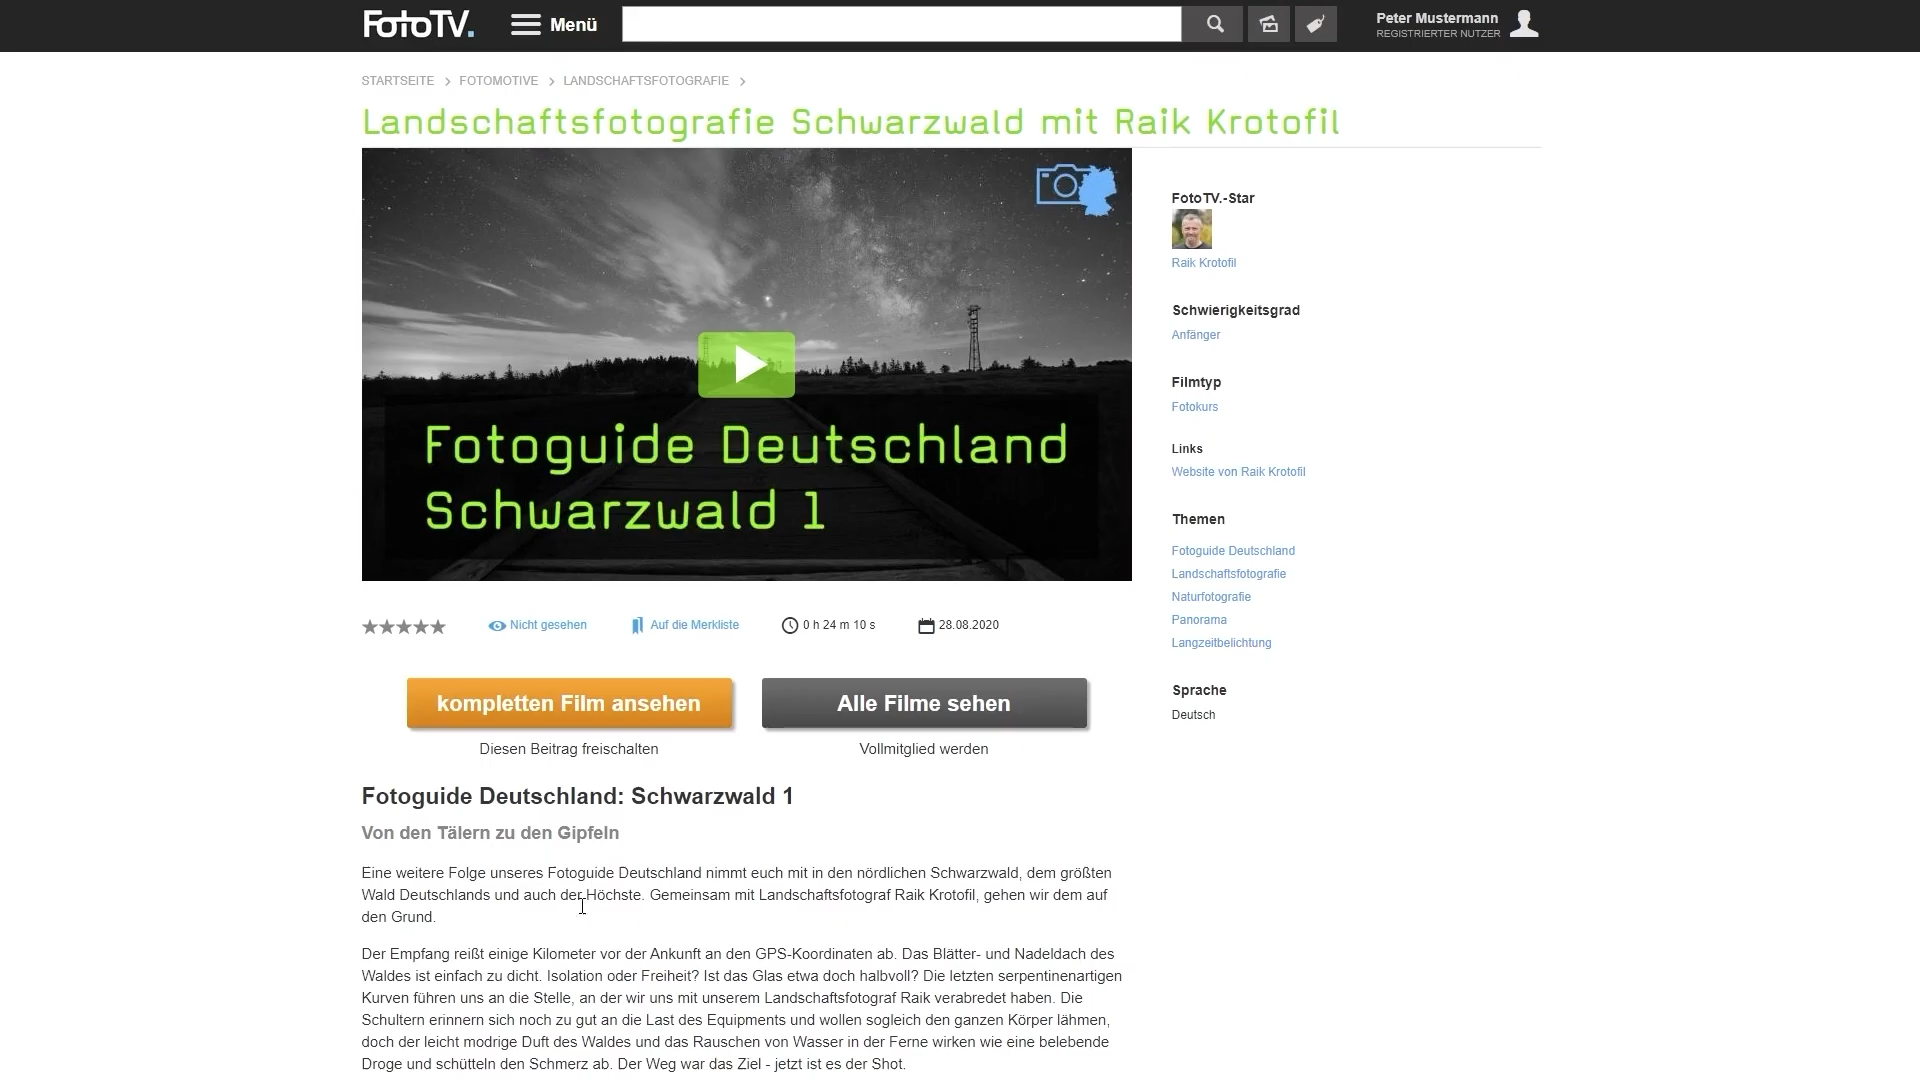 FotoTV.
Menü
Peter Mustermann
REGISTRIERTER NUTZER
STARTSEITE > FOTOMOTIVE > LANDSCHAFTSFOTOGRAFIE >
Landschaftsfotografie Schwarzwald mit Raik Krotofil
Fotoguide Deutschland
Schwarzwald 1
Nicht gesehen
Auf die Merkliste
0 h 24 m 10 s
28.08.2020
kompletten Film ansehen
Diesen Beitrag freischalten
Alle Filme sehen
Vollmitglied werden
Fotoguide Deutschland: Schwarzwald 1
Von den Tälern zu den Gipfeln
Eine weitere Folge unseres Fotoguide Deutschland nimmt euch mit in den nördlichen Schwarzwald, dem größten
Wald Deutschlands und auch der Höchste. Gemeinsam mit Landschaftsfotograf Raik Krotofil, gehen wir dem auf
den Grund.
Der Empfang reißt einige Kilometer vor der Ankunft an den GPS-Koordinaten ab. Das Blätter- und Nadeldach des
Waldes ist einfach zu dicht. Isolation oder Freiheit? Ist das Glas etwa doch halbvoll? Die letzten serpentinenartigen
Kurven führen uns an die Stelle, an der wir uns mit unserem Landschaftsfotograf Raik verabredet haben. Die
Schultern erinnern sich noch zu gut an die Last des Equipments und wollen sogleich den ganzen Körper lähmen,
doch der leicht modrige Duft des Waldes und das Rauschen von Wasser in der Ferne wirken wie eine belebende
Droge und schütteln den Schmerz ab. Der Weg war das Ziel - jetzt ist es der Shot.
FotoTV.-Star
Raik Krotofil
Schwierigkeitsgrad
Anfänger
Filmtyp
Fotokurs
Links
Website von Raik Krotofil
Themen
Fotoguide Deutschland
Landschaftsfotografie
Naturfotografie
Panorama
Langzeitbelichtung
Sprache
Deutsch